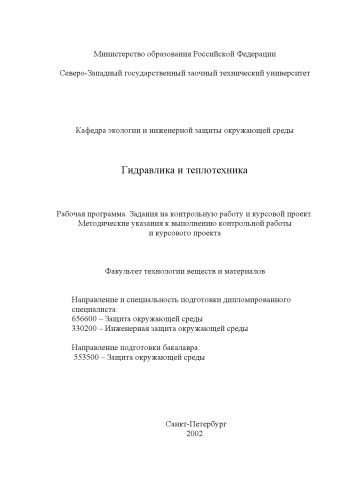 Министерство образования Российской Федерации
Северо-Западный государственный заочный технический университет
Кафедра экологии и инженерной защиты окружающей среды
Гидравлика и теплотехника
Рабочая программа. Задания на контрольную работу и курсовой проект.
Методические указания к выполнению контрольной работы
и курсового проекта
Факультет технологии веществ и материалов
Направление и специальность подготовки дипломированного
специалиста:
656600 – Защита окружающей среды
330200 – Инженерная защита окружающей среды
Направление подготовки бакалавра:
553500 – Защита окружающей среды
Санкт-Петербург
2002